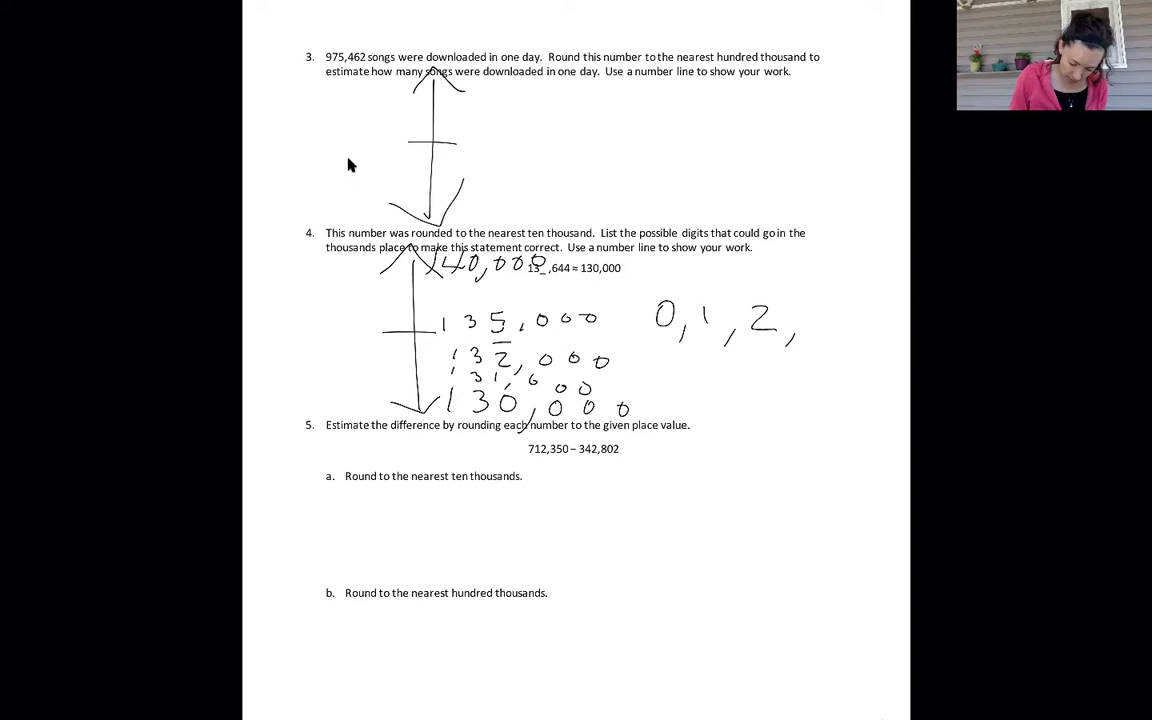 3. 975,462 songs were downloaded in one day. Round this number to the nearest hundred thousand to
estimate how many songs were downloaded in one day. Use a number line to show your work.
4. This number was rounded to the nearest ten thousand. List the possible digits that could go in the
thousands place to make this statement correct. Use a number line to show your work.
140,000
13_,644 ≈ 130,000
135,000
0, 1, 2,
132,000
131,000
130,000
5. Estimate the difference by rounding each number to the given place value.
712,350 – 342,802
a. Round to the nearest ten thousands.
b. Round to the nearest hundred thousands.